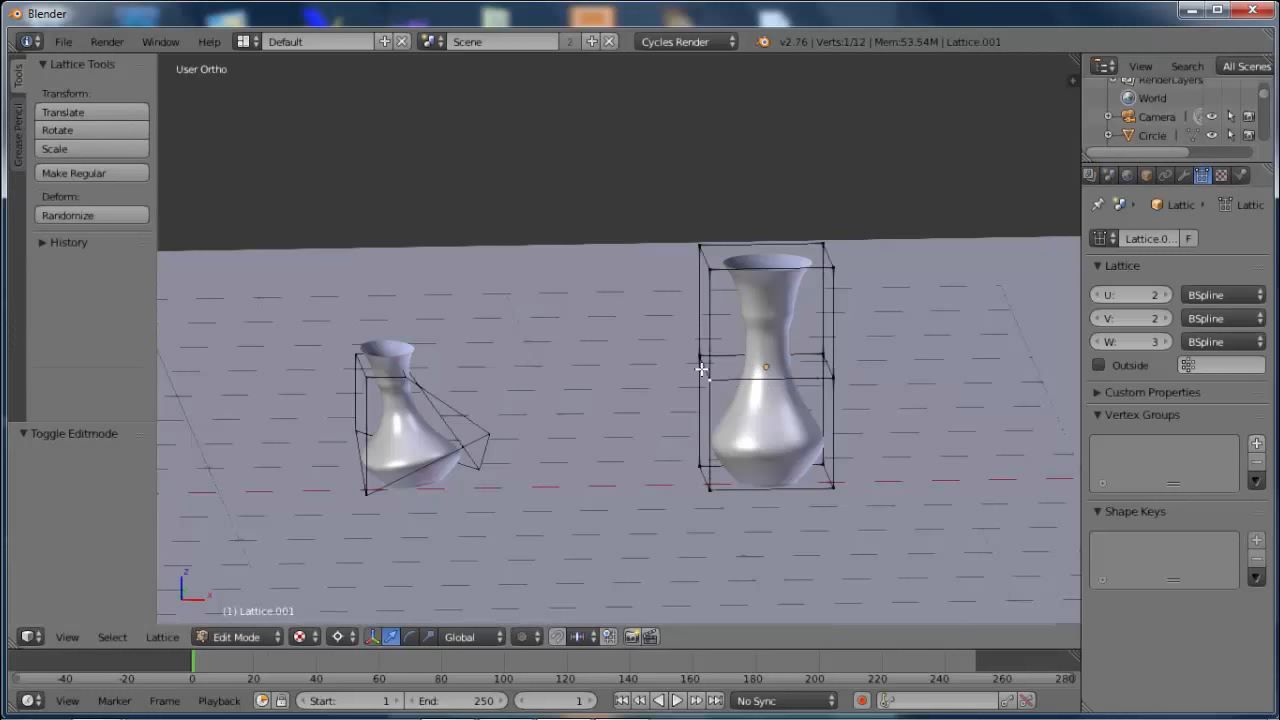 Blender
File Render Window Help Default Scene 2 Cycles Render v2.76 | Verts:1/12 | Mem:53.54M | Lattice.001
Tools
Grease Pencil
Lattice Tools
Transform:
Translate
Rotate
Scale
Make Regular
Deform:
Randomize
History
Toggle Editmode
User Ortho
z
x
(1) Lattice.001
View Search All Scenes
RenderLayers
World
Camera
Circle
Lattic Lattic
Lattice.0... F
Lattice
U: 2 BSpline
V: 2 BSpline
W: 3 BSpline
Outside
Custom Properties
Vertex Groups
Shape Keys
View Select Lattice Edit Mode Global
-40 -20 0 20 40 60 80 100 120 140 160 180 200 220 240 260 280
View Marker Frame Playback Start: 1 End: 250 1 No Sync